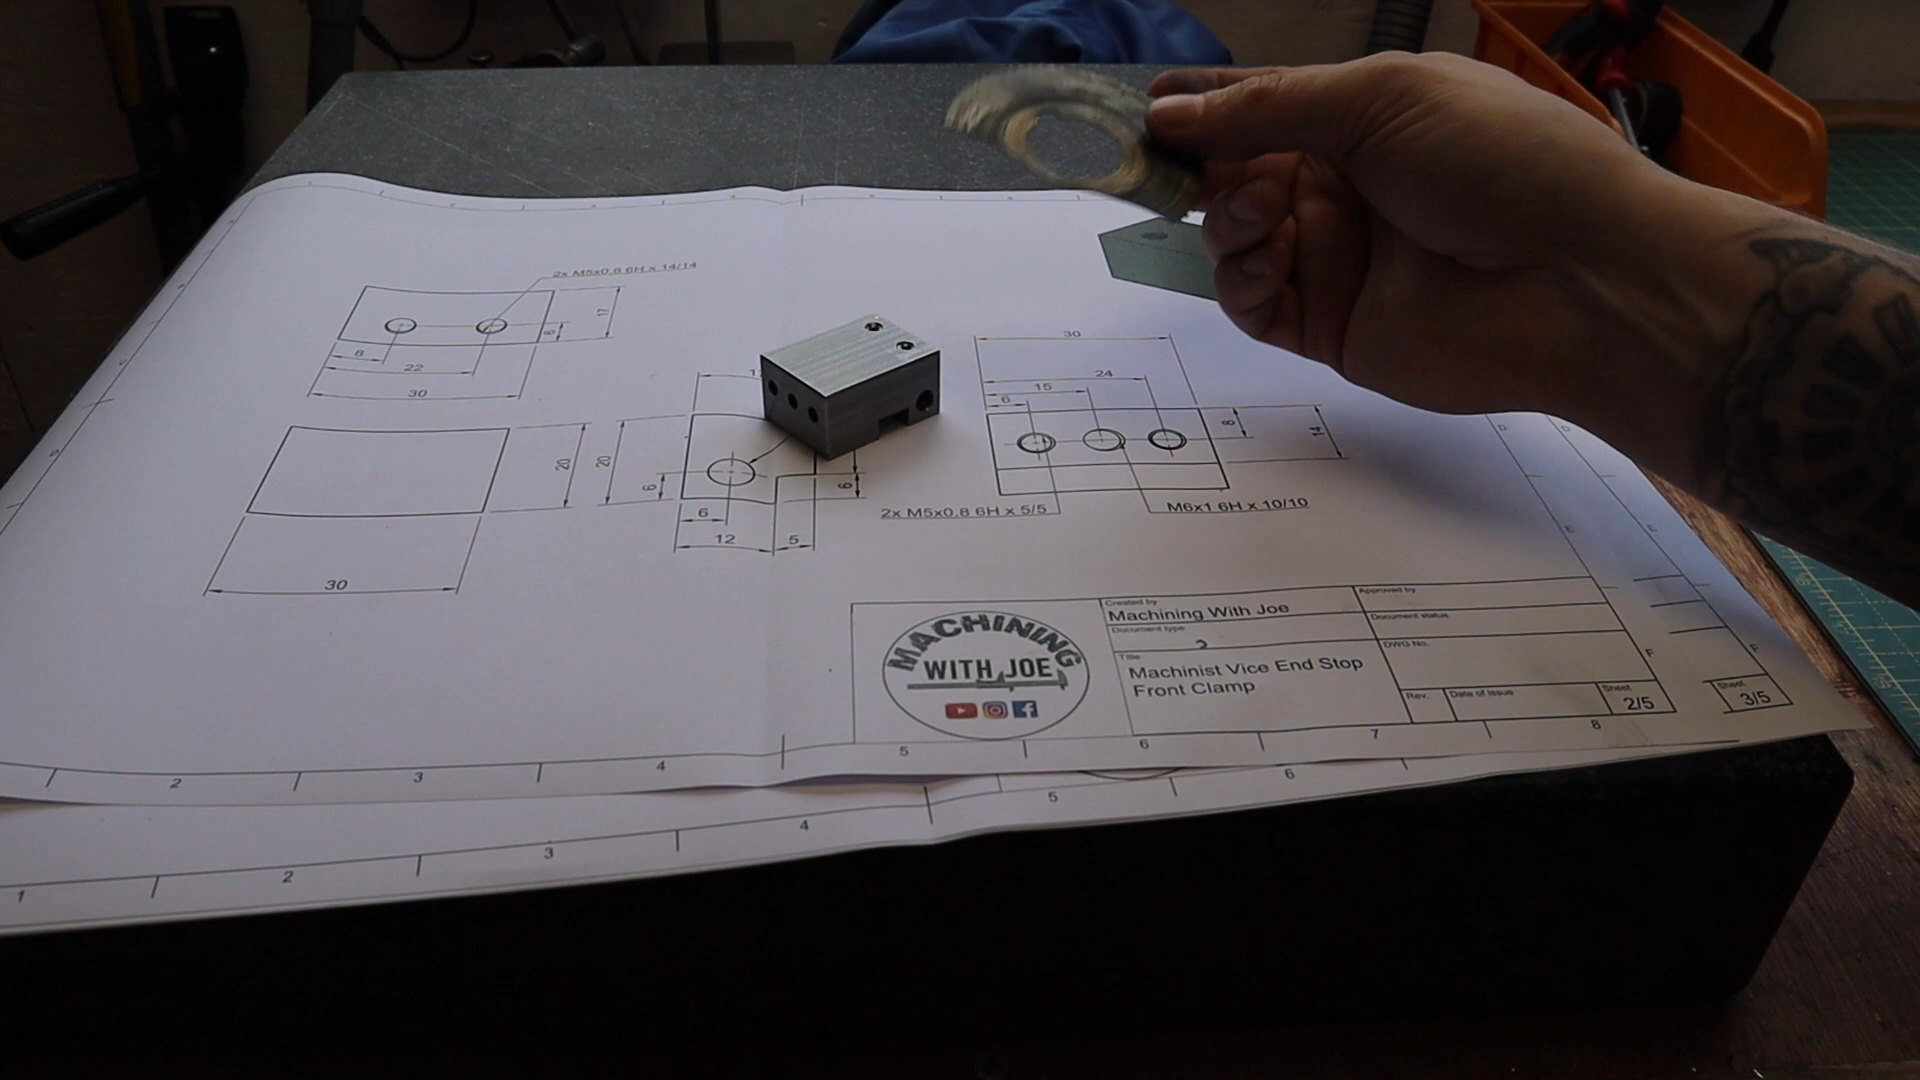 2x M5x0.8 6H x 14/14
17
6
8
22
30
20
30
20
6
6
12
5
6
30
24
15
6
8
14
2x M5x0.8 6H x 5/5
M6x1 6H x 10/10
MACHINING
WITH JOE
Created by
Machining With Joe
Document type
Title
Machinist Vice End Stop
Front Clamp
Approved by
Document status
DWG No.
Rev.
Date of issue
Sheet
2/5
Sheet
3/5
D
D
E
E
F
F
2
3
4
5
6
7
8
1
2
3
4
5
6